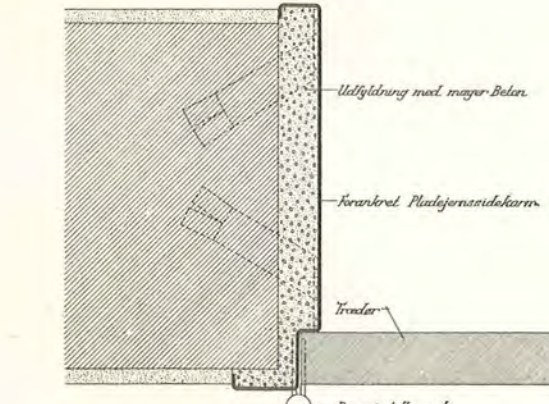 Udfyldning med mager Beton
Forankret Pladejernssidekarm
Trædør